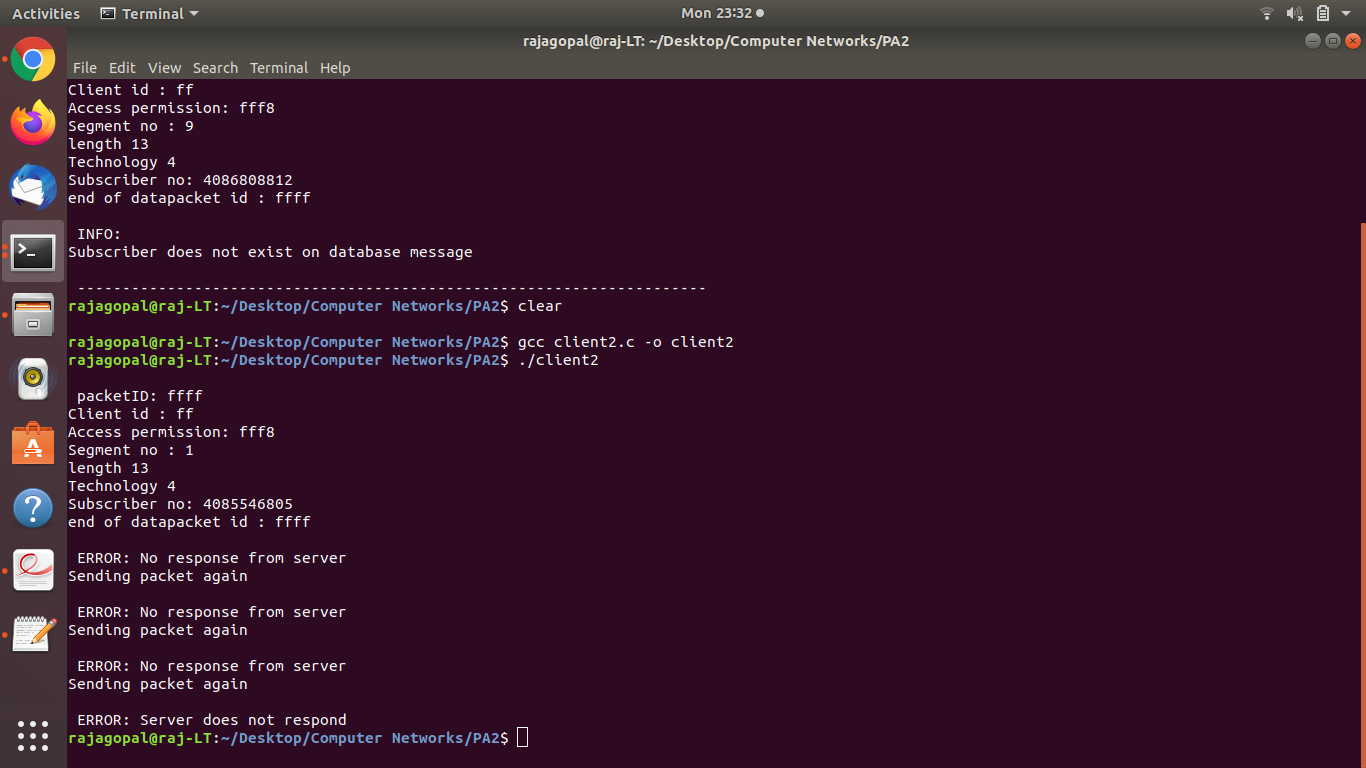 Activities Terminal Mon 23:32
rajagopal@raj-LT: ~/Desktop/Computer Networks/PA2
File Edit View Search Terminal Help
Client id : ff
Access permission: fff8
Segment no : 9
length 13
Technology 4
Subscriber no: 4086808812
end of datapacket id : ffff
INFO:
Subscriber does not exist on database message
----------------------------------------------------------------------
rajagopal@raj-LT:~/Desktop/Computer Networks/PA2$ clear
rajagopal@raj-LT:~/Desktop/Computer Networks/PA2$ gcc client2.c -o client2
rajagopal@raj-LT:~/Desktop/Computer Networks/PA2$ ./client2
packetID: ffff
Client id : ff
Access permission: fff8
Segment no : 1
length 13
Technology 4
Subscriber no: 4085546805
end of datapacket id : ffff
ERROR: No response from server
Sending packet again
ERROR: No response from server
Sending packet again
ERROR: No response from server
Sending packet again
ERROR: Server does not respond
rajagopal@raj-LT:~/Desktop/Computer Networks/PA2$